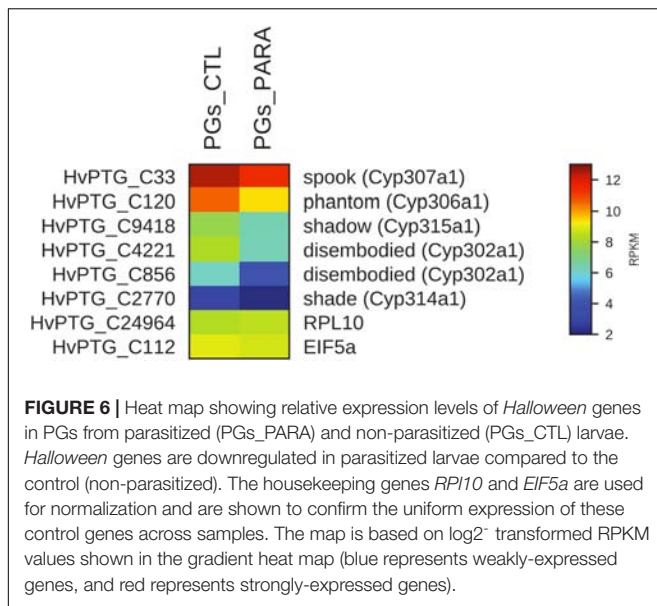 PGs_CTL
PGs_PARA
HvPTG_C33 spook (Cyp307a1)
HvPTG_C120 phantom (Cyp306a1)
HvPTG_C9418 shadow (Cyp315a1)
HvPTG_C4221 disembodied (Cyp302a1)
HvPTG_C856 disembodied (Cyp302a1)
HvPTG_C2770 shade (Cyp314a1)
HvPTG_C24964 RPL10
HvPTG_C112 EIF5a
12
10
8
6
4
2
RPKM
FIGURE 6 | Heat map showing relative expression levels of Halloween genes
in PGs from parasitized (PGs_PARA) and non-parasitized (PGs_CTL) larvae.
Halloween genes are downregulated in parasitized larvae compared to the
control (non-parasitized). The housekeeping genes RPl10 and EIF5a are used
for normalization and are shown to confirm the uniform expression of these
control genes across samples. The map is based on log2⁻ transformed RPKM
values shown in the gradient heat map (blue represents weakly-expressed
genes, and red represents strongly-expressed genes).